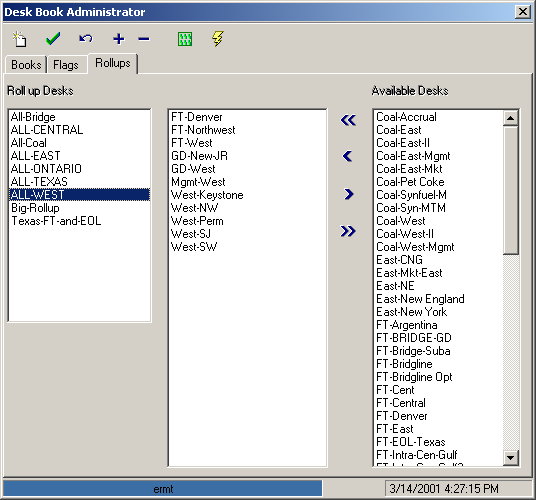 Desk Book Administrator
Books
Flags
Rollups
Roll up Desks
All-Bridge
ALL-CENTRAL
All-Coal
ALL-EAST
ALL-ONTARIO
ALL-TEXAS
ALL-WEST
Big-Rollup
Texas-FT-and-EOL
FT-Denver
FT-Northwest
FT-West
GD-New-JR
GD-West
Mgmt-West
West-Keystone
West-NW
West-Perm
West-SJ
West-SW
Available Desks
Coal-Accrual
Coal-East
Coal-East-II
Coal-East-Mgmt
Coal-East-Mkt
Coal-Pet Coke
Coal-Synfuel-M
Coal-Syn-MTM
Coal-West
Coal-West-II
Coal-West-Mgmt
East-CNG
East-Mkt-East
East-NE
East-New England
East-New York
FT-Argentina
FT-BRIDGE-GD
FT-Bridge-Suba
FT-Bridgline
FT-Bridgline Opt
FT-Cent
FT-Central
FT-Denver
FT-East
FT-EOL-Texas
FT-Intra-Cen-Gulf
ermt
3/14/2001 4:27:15 PM